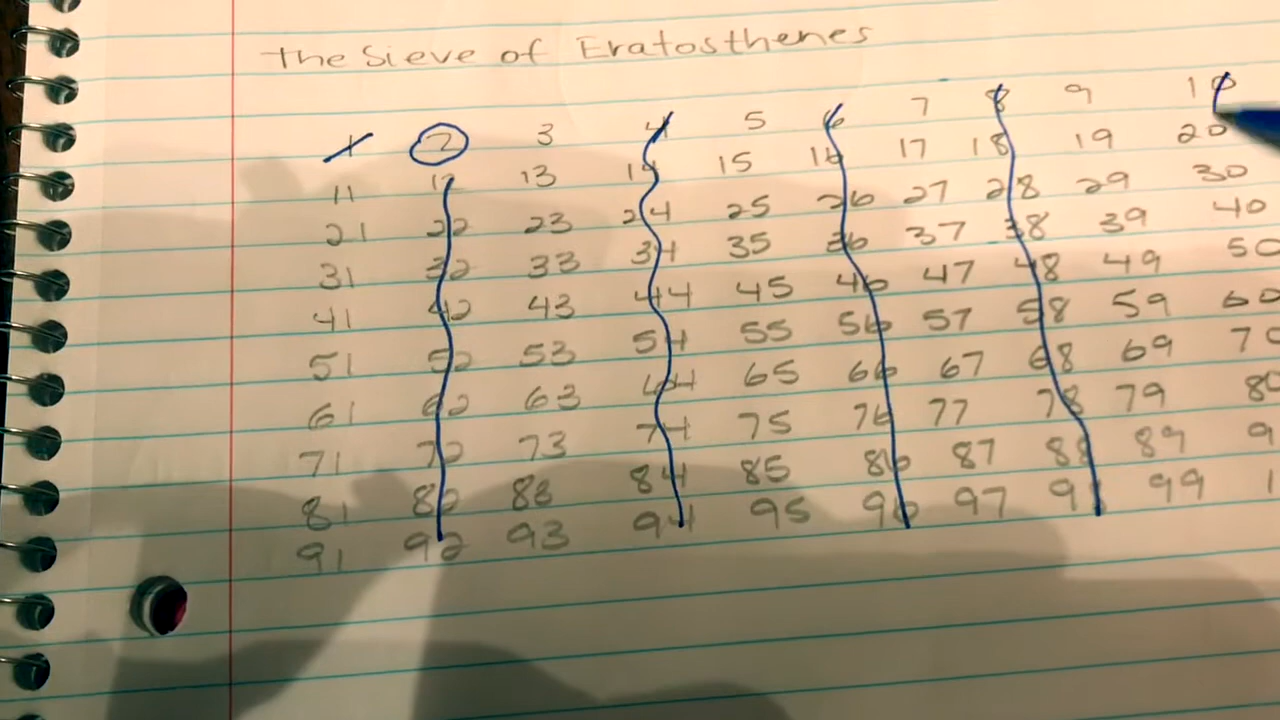 The Sieve of Eratosthenes
1 2 3 4 5 6 7 8 9 10
11 12 13 14 15 16 17 18 19 20
21 22 23 24 25 26 27 28 29 30
31 32 33 34 35 36 37 38 39 40
41 42 43 44 45 46 47 48 49 50
51 52 53 54 55 56 57 58 59 60
61 62 63 64 65 66 67 68 69 70
71 72 73 74 75 76 77 78 79 80
81 82 83 84 85 86 87 88 89 9
91 92 93 94 95 96 97 98 99 1